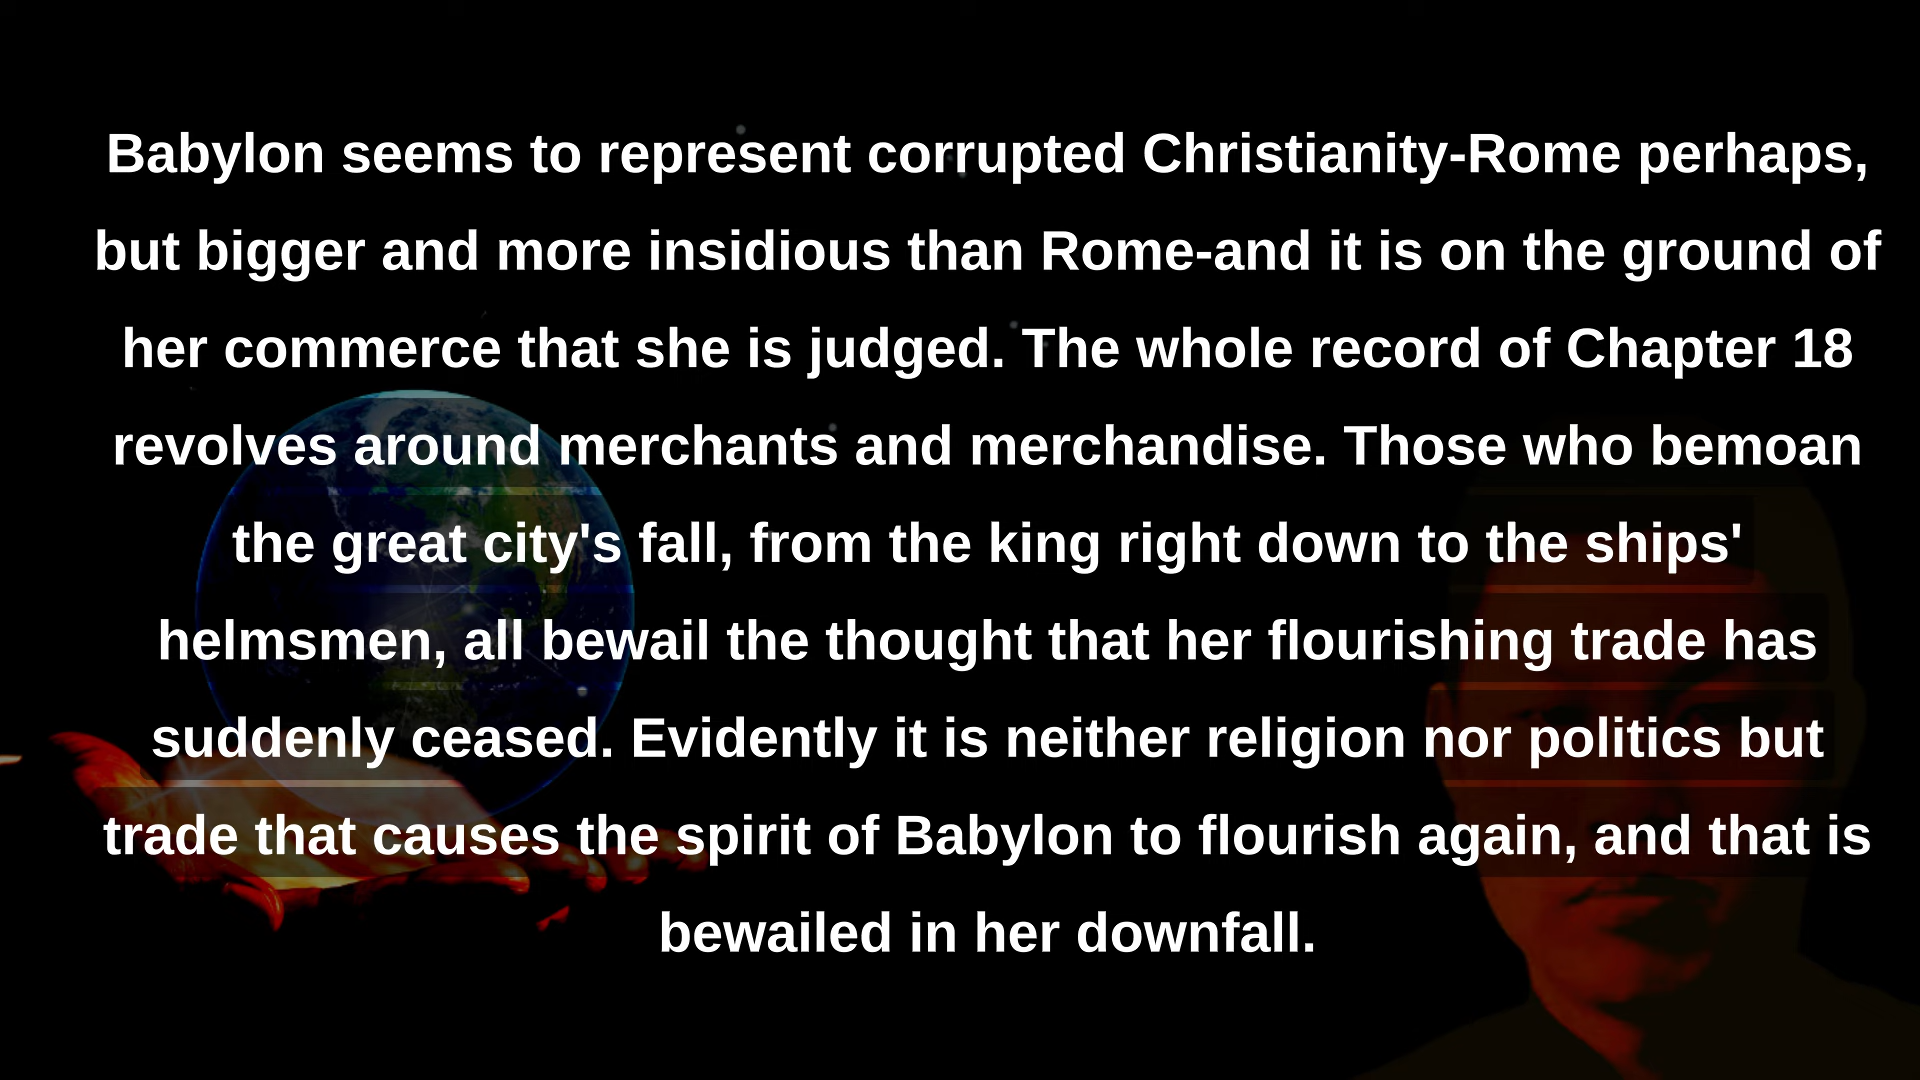 Babylon seems to represent corrupted Christianity-Rome perhaps,
but bigger and more insidious than Rome-and it is on the ground of
her commerce that she is judged. The whole record of Chapter 18
revolves around merchants and merchandise. Those who bemoan
the great city's fall, from the king right down to the ships'
helmsmen, all bewail the thought that her flourishing trade has
suddenly ceased. Evidently it is neither religion nor politics but
trade that causes the spirit of Babylon to flourish again, and that is
bewailed in her downfall.